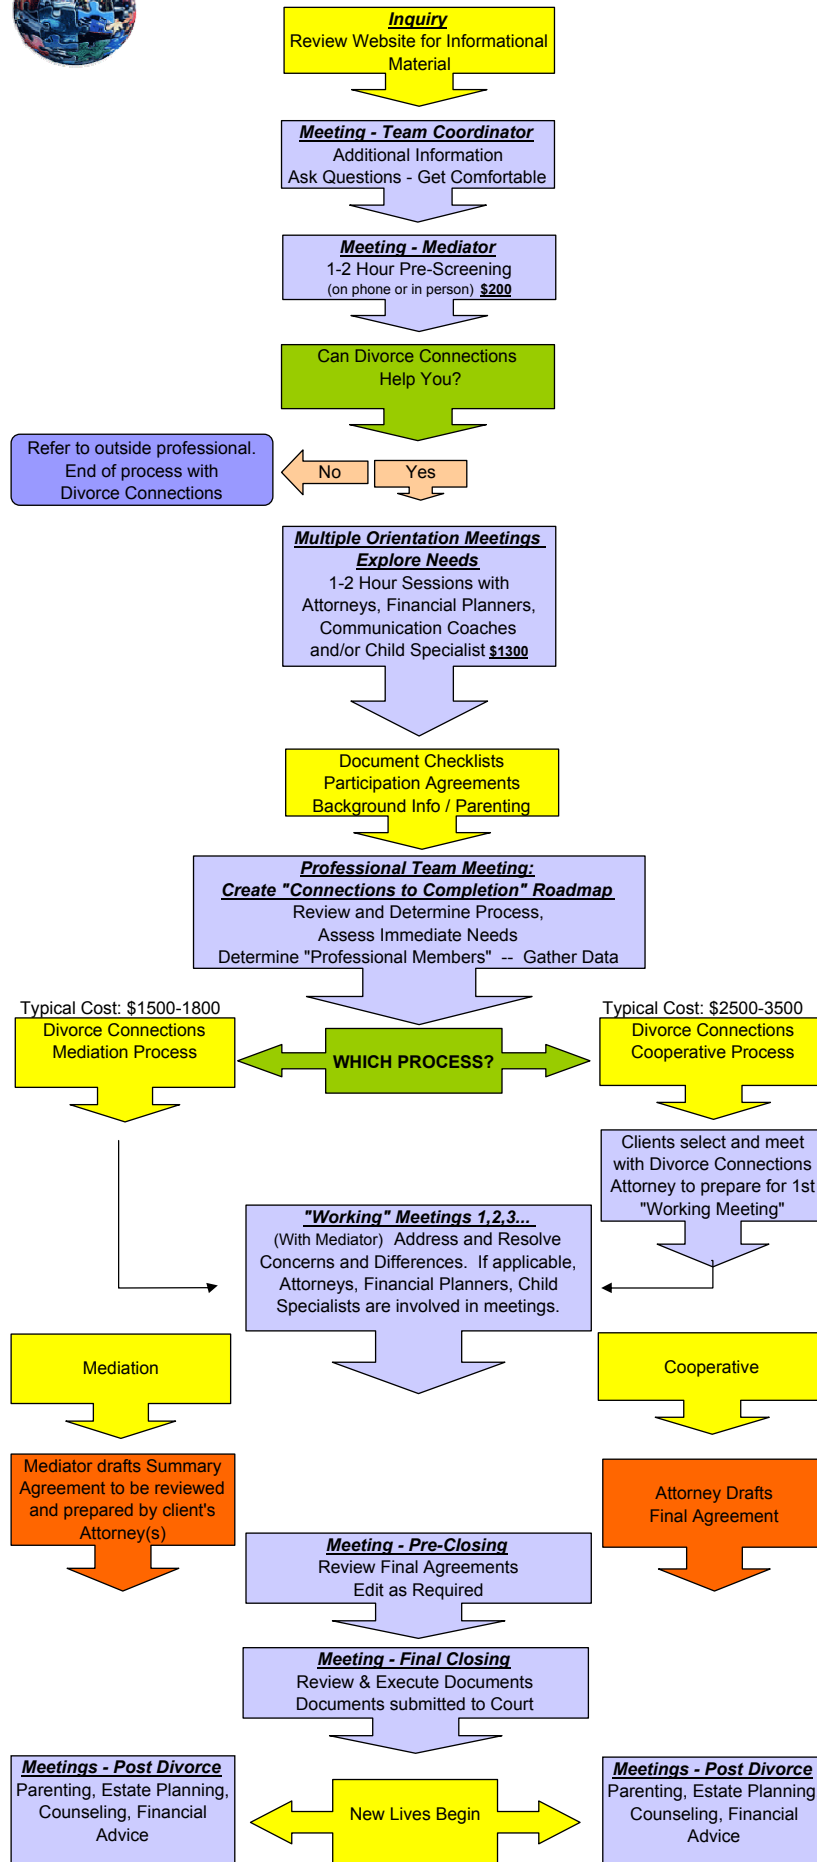 Inquiry
Review Website for Informational
Material
Meeting - Team Coordinator
Additional Information
Ask Questions - Get Comfortable
Meeting - Mediator
1-2 Hour Pre-Screening
(on phone or in person) $200
Can Divorce Connections
Help You?
Refer to outside professional.
End of process with
Divorce Connections
No
Yes
Multiple Orientation Meetings
Explore Needs
1-2 Hour Sessions with
Attorneys, Financial Planners,
Communication Coaches
and/or Child Specialist $1300
Document Checklists
Participation Agreements
Background Info / Parenting
Professional Team Meeting:
Create "Connections to Completion" Roadmap
Review and Determine Process,
Assess Immediate Needs
Determine "Professional Members" -- Gather Data
Typical Cost: $1500-1800
Divorce Connections
Mediation Process
WHICH PROCESS?
Typical Cost: $2500-3500
Divorce Connections
Cooperative Process
Clients select and meet
with Divorce Connections
Attorney to prepare for 1st
"Working Meeting"
"Working" Meetings 1,2,3...
(With Mediator) Address and Resolve
Concerns and Differences. If applicable,
Attorneys, Financial Planners, Child
Specialists are involved in meetings.
Mediation
Cooperative
Mediator drafts Summary
Agreement to be reviewed
and prepared by client's
Attorney(s)
Attorney Drafts
Final Agreement
Meeting - Pre-Closing
Review Final Agreements
Edit as Required
Meeting - Final Closing
Review & Execute Documents
Documents submitted to Court
Meetings - Post Divorce
Parenting, Estate Planning,
Counseling, Financial
Advice
New Lives Begin
Meetings - Post Divorce
Parenting, Estate Planning
Counseling, Financial
Advice